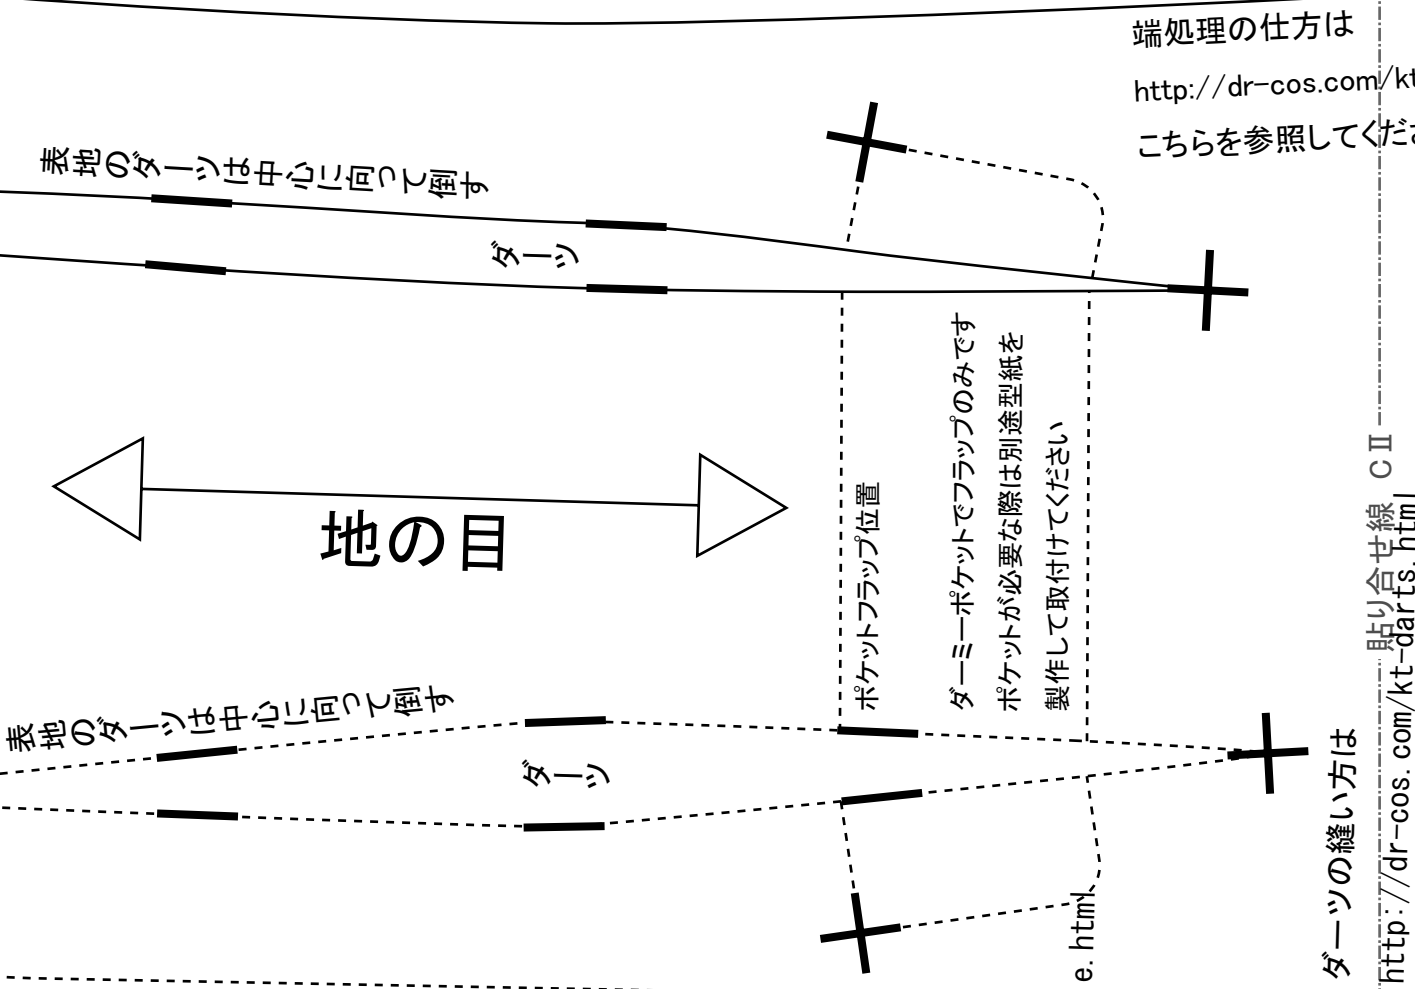 端処理の仕方は
http://dr-cos.com/kt
こちらを参照してくださ
表地のダーツは中心に向って倒す
ダーツ
地の目
ポケットフラップ位置
ダーミーポケットでフラップのみです
ポケットが必要な際は別途型紙を
製作して取付けてください
表地のダーツは中心に向って倒す
ダーツ
e.html
ダーツの縫い方は
http://dr-cos.com/kt-darts.html
貼り合せ線 CⅡ